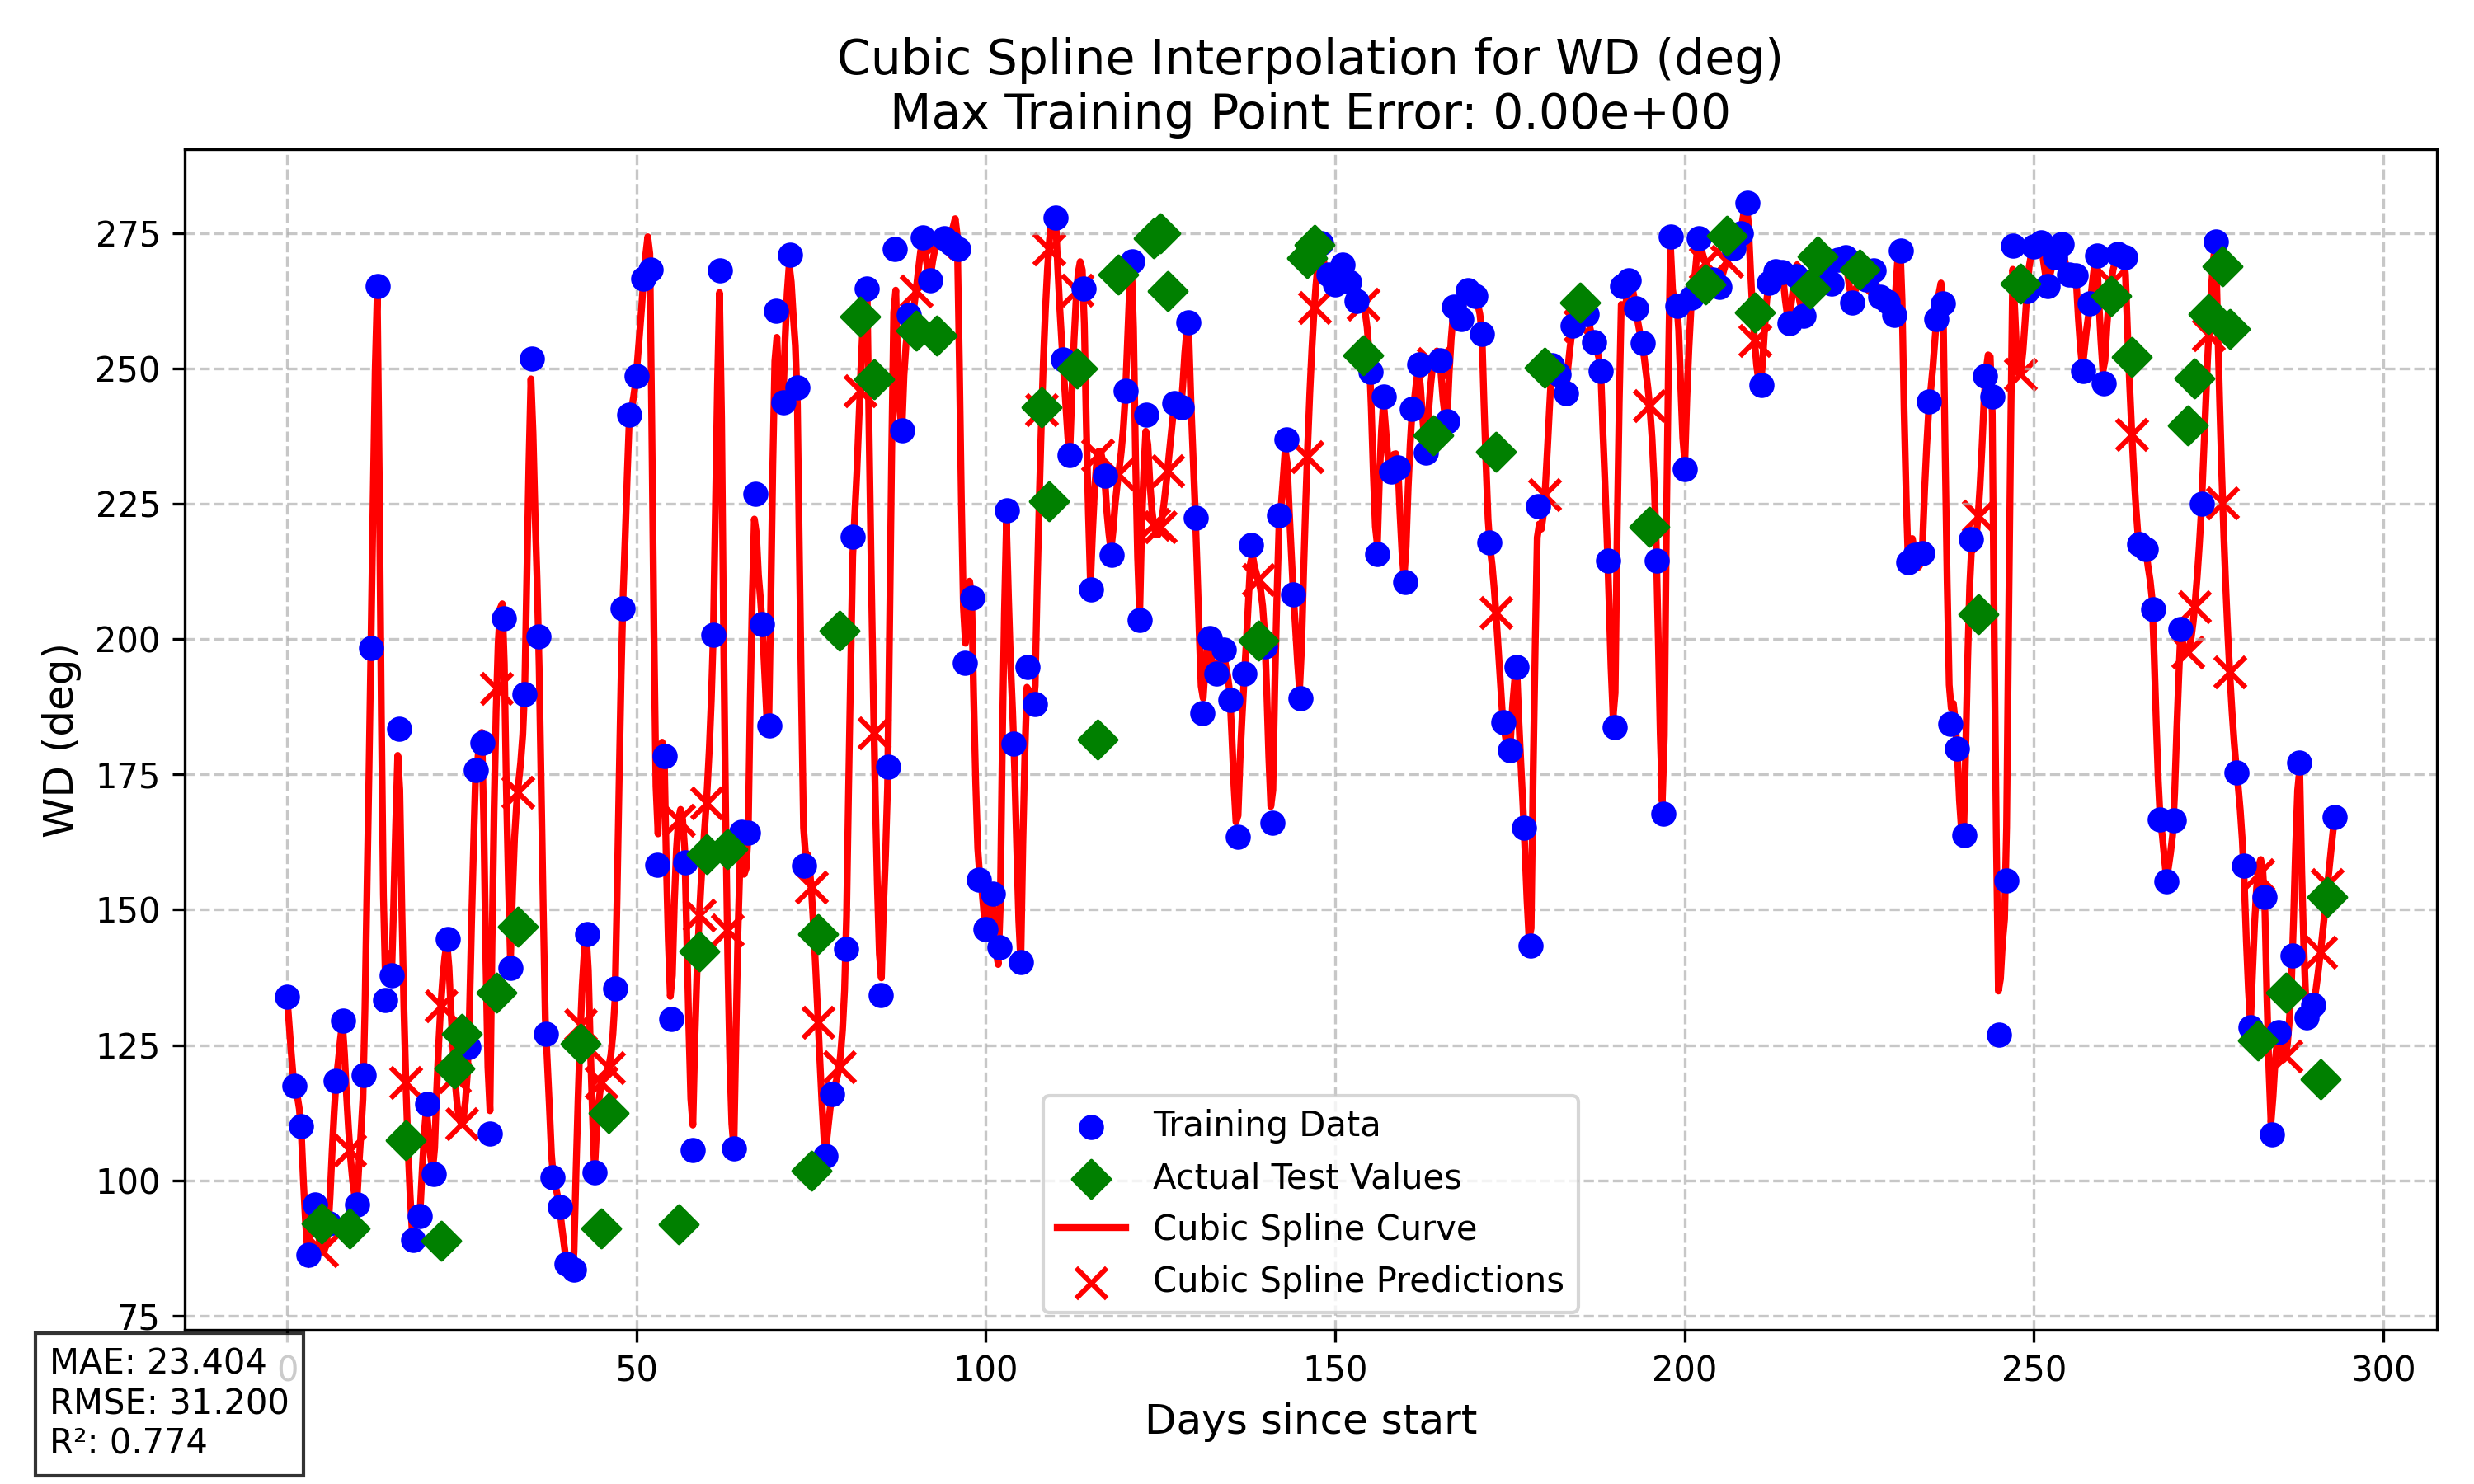 Cubic Spline Interpolation for WD (deg)
Max Training Point Error: 0.00e+00
WD (deg)
275
250
225
200
175
150
125
100
75
Training Data
Actual Test Values
Cubic Spline Curve
Cubic Spline Predictions
0
50
100
150
200
250
300
Days since start
MAE: 23.404
RMSE: 31.200
R²: 0.774